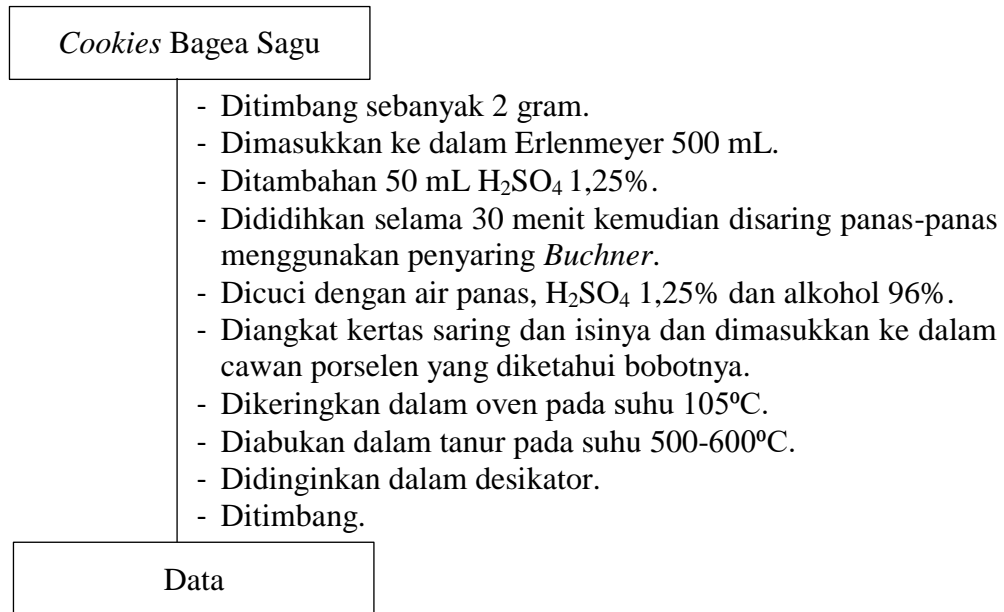 Cookies Bagea Sagu
- Ditimbang sebanyak 2 gram.
- Dimasukkan ke dalam Erlenmeyer 500 mL.
- Ditambahan 50 mL H₂SO₄ 1,25%.
- Dididihkan selama 30 menit kemudian disaring panas-panas
menggunakan penyaring Buchner.
- Dicuci dengan air panas, H₂SO₄ 1,25% dan alkohol 96%.
- Diangkat kertas saring dan isinya dan dimasukkan ke dalam
cawan porselen yang diketahui bobotnya.
- Dikeringkan dalam oven pada suhu 105⁰C.
- Diabukan dalam tanur pada suhu 500-600⁰C.
- Didinginkan dalam desikator.
- Ditimbang.
Data